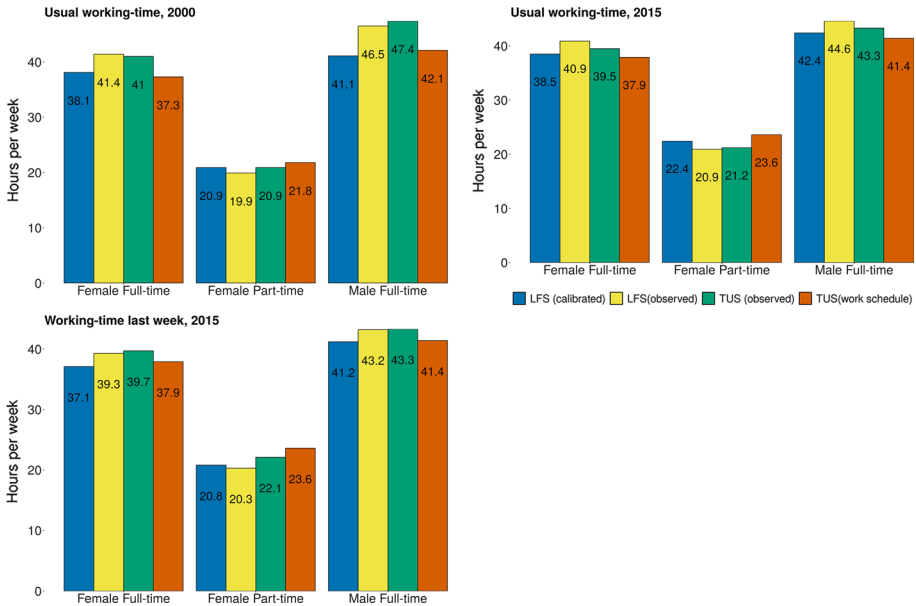 Usual working-time, 2000
Hours per week
40
30
20
10
0
38.1
41.4
41
37.3
20.9
19.9
20.9
21.8
41.1
46.5
47.4
42.1
Female Full-time
Female Part-time
Male Full-time
Usual working-time, 2015
Hours per week
40
30
20
10
0
38.5
40.9
39.5
37.9
22.4
20.9
21.2
23.6
42.4
44.6
43.3
41.4
Female Full-time
Female Part-time
Male Full-time
LFS (calibrated)
LFS(observed)
TUS (observed)
TUS(work schedule)
Working-time last week, 2015
Hours per week
40
30
20
10
0
37.1
39.3
39.7
37.9
20.8
20.3
22.1
23.6
41.2
43.2
43.3
41.4
Female Full-time
Female Part-time
Male Full-time